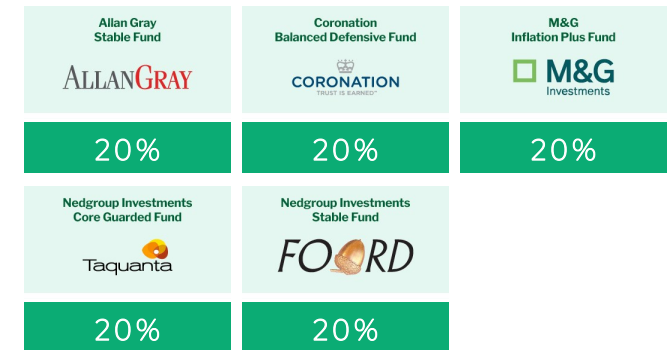 Allan Gray
Stable Fund
ALLANGRAY
20%
Coronation
Balanced Defensive Fund
CORONATION
TRUST IS EARNED™
20%
M&G
Inflation Plus Fund
M&G
Investments
20%
Nedgroup Investments
Core Guarded Fund
Taquanta
20%
Nedgroup Investments
Stable Fund
FOORD
20%